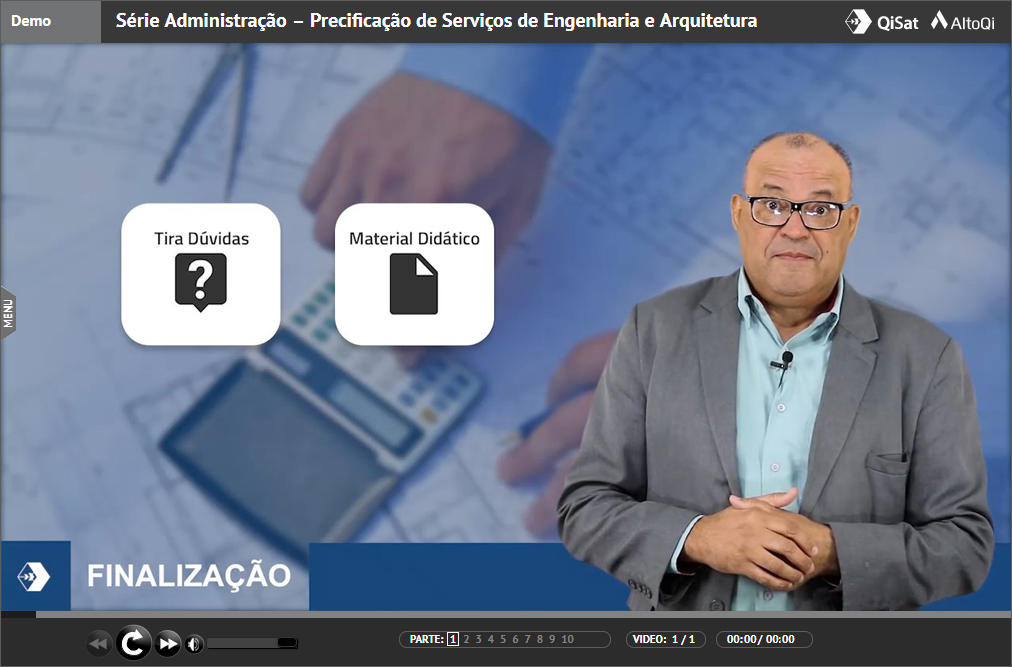 Demo
Série Administração – Precificação de Serviços de Engenharia e Arquitetura
QiSat
AltoQi
Tira Dúvidas
?
Material Didático
MENU
FINALIZAÇÃO
PARTE: 1 2 3 4 5 6 7 8 9 10
VIDEO: 1 / 1
00:00 / 00:00